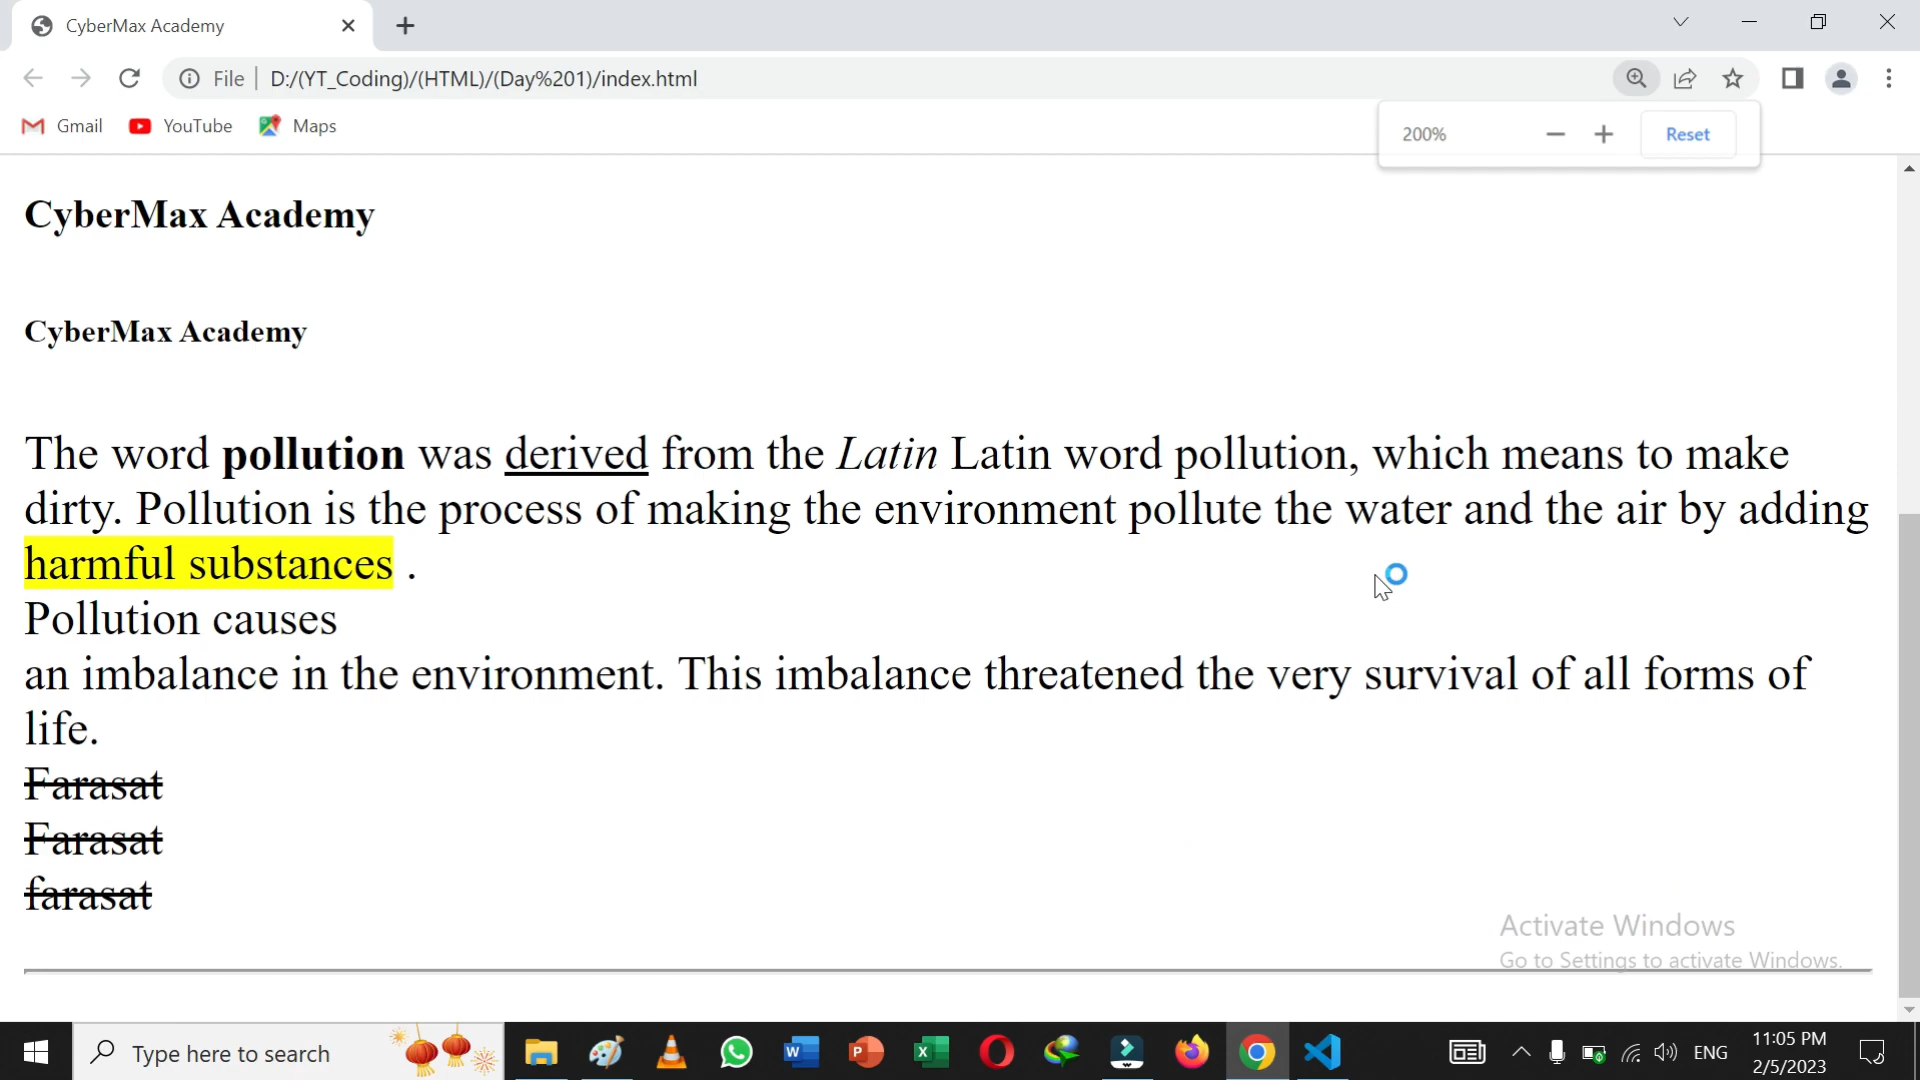 CyberMax Academy
File
D:/(YT_Coding)/(HTML)/(Day%201)/index.html
Gmail
YouTube
Maps
200%
Reset
CyberMax Academy
CyberMax Academy
The word pollution was derived from the Latin Latin word pollution, which means to make
dirty. Pollution is the process of making the environment pollute the water and the air by adding
harmful substances .
Pollution causes
an imbalance in the environment. This imbalance threatened the very survival of all forms of
life.
Farasat
Farasat
farasat
Activate Windows
Go to Settings to activate Windows.
Type here to search
ENG
11:05 PM
2/5/2023